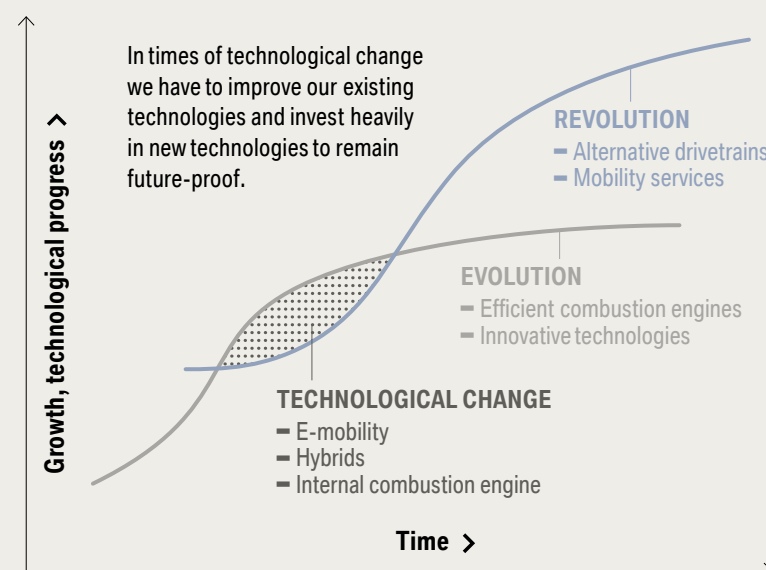 In times of technological change
we have to improve our existing
technologies and invest heavily
in new technologies to remain
future-proof.
REVOLUTION
– Alternative drivetrains
– Mobility services
EVOLUTION
– Efficient combustion engines
– Innovative technologies
TECHNOLOGICAL CHANGE
– E-mobility
– Hybrids
– Internal combustion engine
Growth, technological progress >
Time >